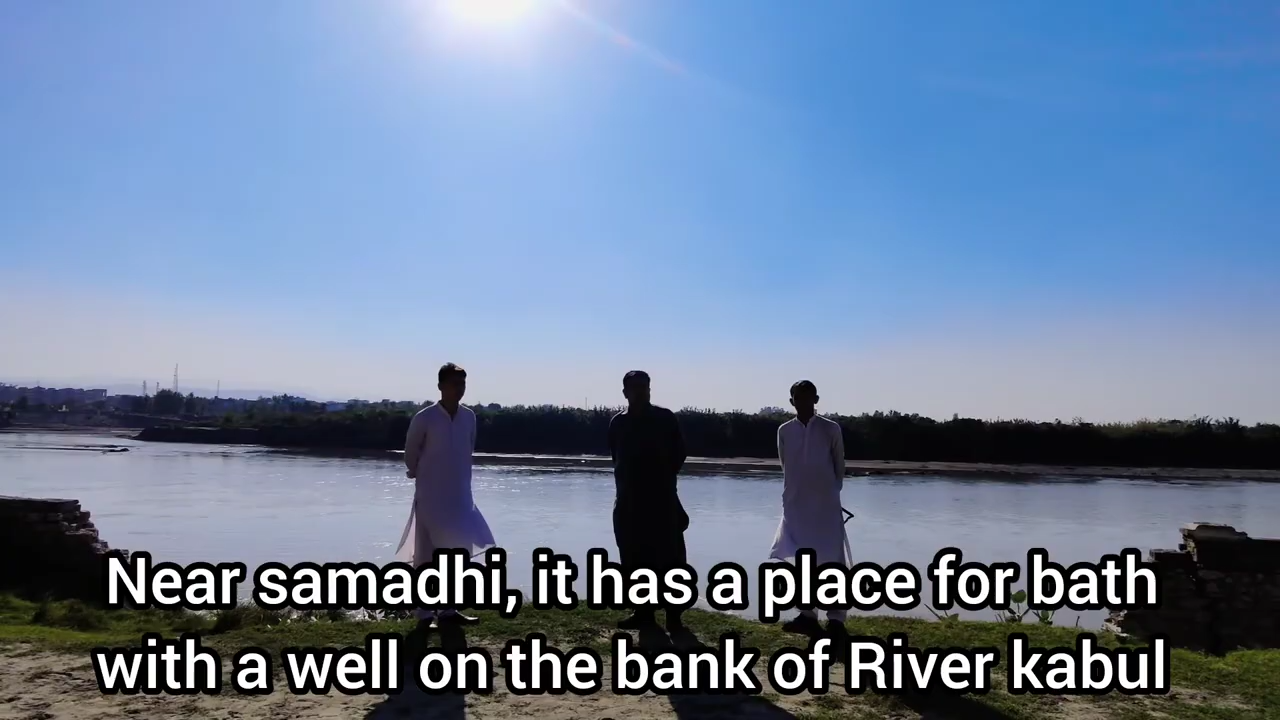 Near samadhi, it has a place for bath
with a well on the bank of River kabul